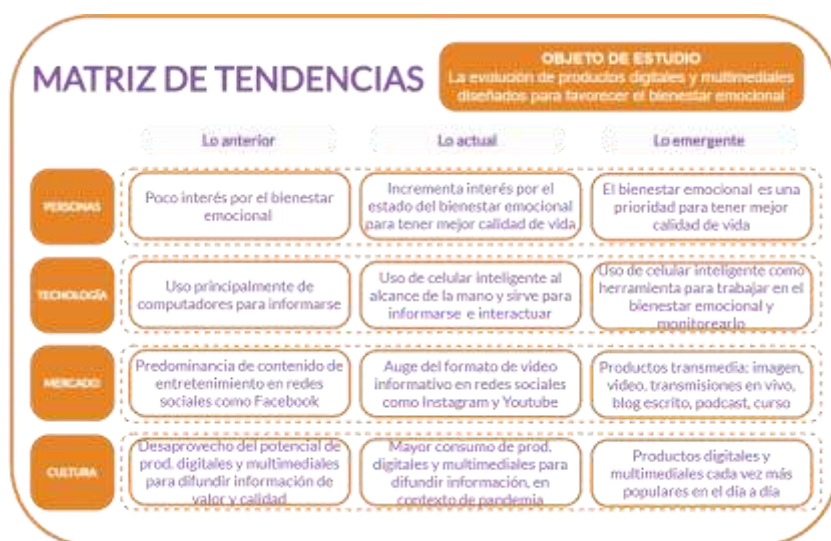 MATRIZ DE TENDENCIAS
OBJETO DE ESTUDIO
La evolución de productos digitales y multimediales
diseñados para favorecer el bienestar emocional
Lo anterior
Lo actual
Lo emergente
PERSONAS
Poco interés por el bienestar
emocional
Incrementa interés por el
estado del bienestar emocional
para tener mejor calidad de vida
El bienestar emocional es una
prioridad para tener mejor
calidad de vida
TECNOLOGÍA
Uso principalmente de
computadores para informarse
Uso de celular inteligente al
alcance de la mano y sirve para
informarse e interactuar
Uso de celular inteligente como
herramienta para trabajar en el
bienestar emocional y
monitorearlo
MERCADO
Predominancia de contenido de
entretenimiento en redes
sociales como Facebook
Auge del formato de video
informativo en redes sociales
como Instagram y Youtube
Productos transmedia: imagen,
video, transmisiones en vivo,
blog escrito, podcast, curso
CULTURA
Desaprovecho del potencial de
prod. digitales y multimediales
para difundir información de
valor y calidad
Mayor consumo de prod.
digitales y multimediales para
difundir información, en
contexto de pandemia
Productos digitales y
multimediales cada vez más
populares en el día a día